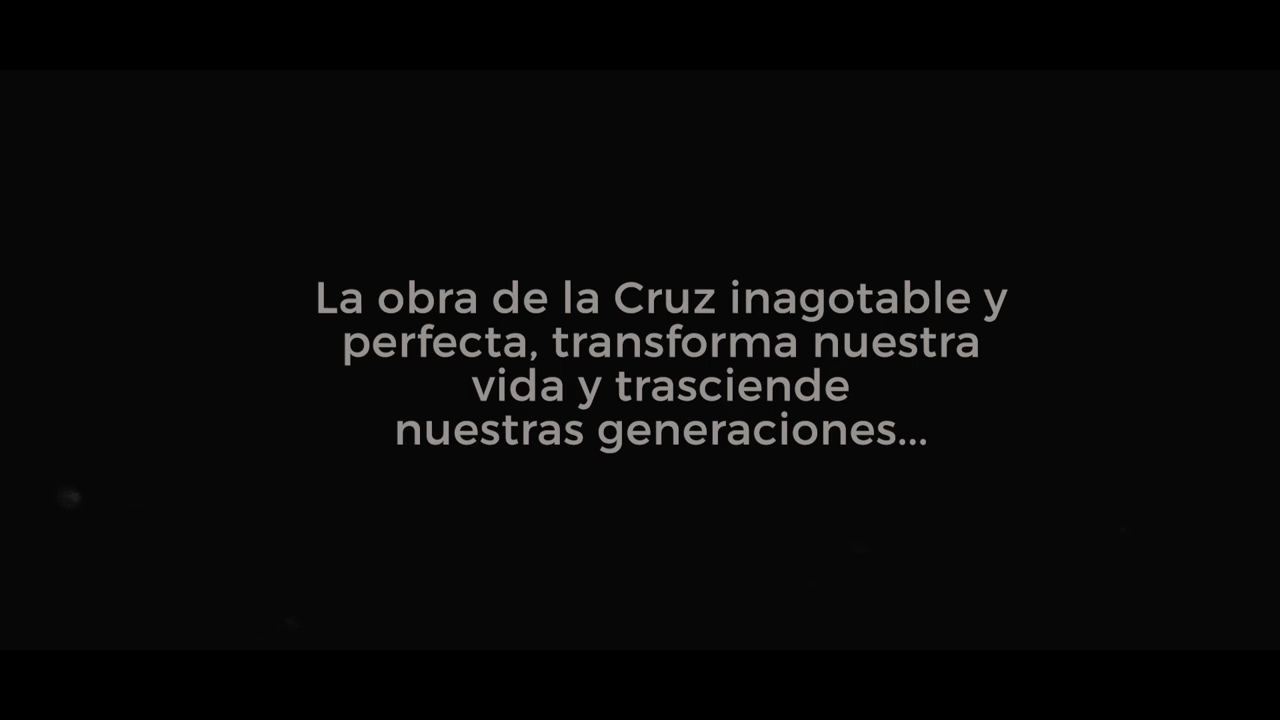 La obra de la Cruz inagotable y
perfecta, transforma nuestra
vida y trasciende
nuestras generaciones...